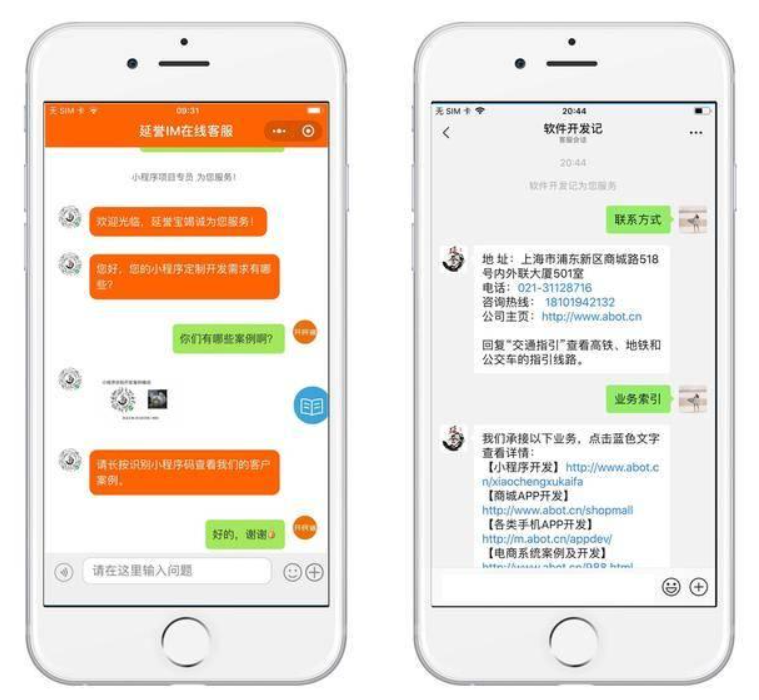 无 SIM 卡
09:31
延誉IM在线客服
小程序项目专员 为您服务!
欢迎光临，延誉宝竭诚为您服务!
您好，您的小程序定制开发需求有哪
些?
你们有哪些案例啊?
请长按识别小程序码查看我们的客户
案例。
好的，谢谢
请在这里输入问题
无 SIM 卡
20:44
软件开发记
客服会话
20:44
软件开发记为您服务
联系方式
地 址：上海市浦东新区商城路518
号内外联大厦501室
电话：021-31128716
咨询热线： 18101942132
公司主页：http://www.abot.cn
回复“交通指引”查看高铁、地铁和
公交车的指引线路。
业务索引
我们承接以下业务，点击蓝色文字
查看详情:
【小程序开发】http://www.abot.c
n/xiaochengxukaifa
【商城APP开发】
http://www.abot.cn/shopmall
【各类手机APP开发】
http://m.abot.cn/appdev/
【电商系统案例及开发】
http://www.abot.cn/988.html